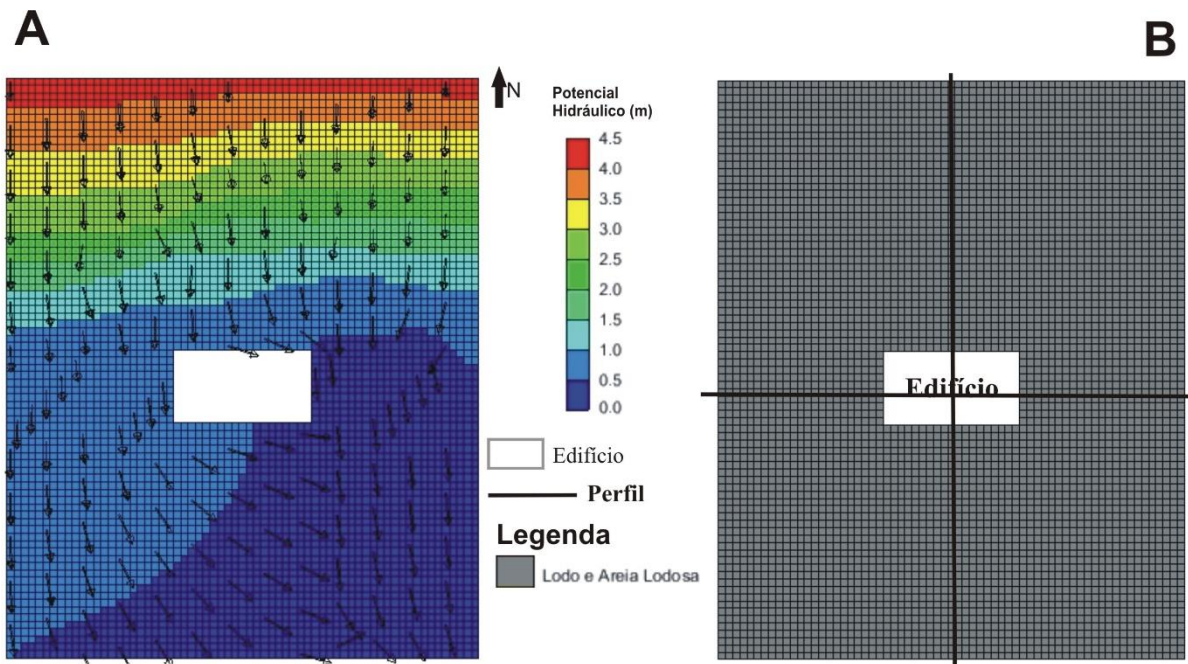 A
B
N
Potencial
Hidráulico (m)
4.5
4.0
3.5
3.0
2.5
2.0
1.5
1.0
0.5
0.0
Edifício
Perfil
Legenda
Lodo e Areia Lodosa
Edifício